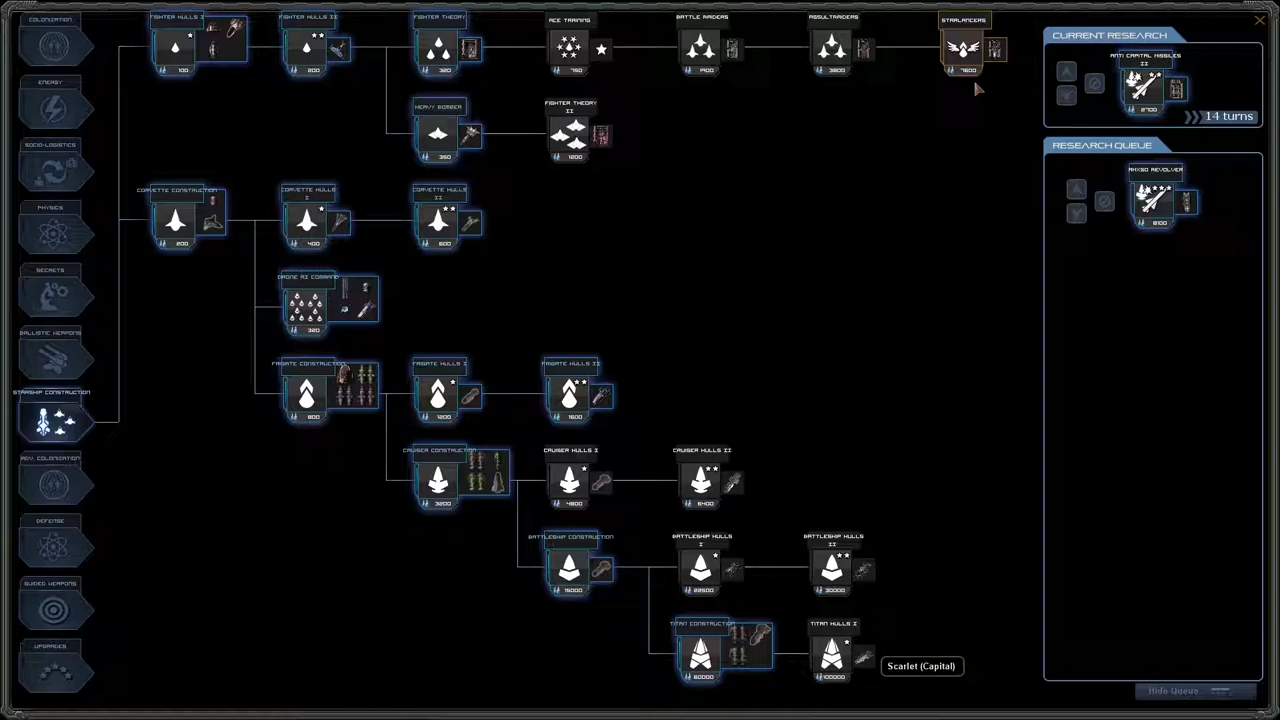 COLONIZATION
ENERGY
SOCIO-LOGISTICS
PHYSICS
SECRETS
BALLISTIC WEAPONS
STARSHIP CONSTRUCTION
ADV. COLONIZATION
DEFENSE
GUIDED WEAPONS
UPGRADES
FIGHTER HULLS I
100
FIGHTER HULLS II
200
FIGHTER THEORY
320
ACE TRAINING
750
BATTLE RAIDERS
1400
ASSULTRAIDERS
3800
STARLANCERS
7600
HEAVY BOMBER
350
FIGHTER THEORY
II
1200
CORVETTE CONSTRUCTION
200
CORVETTE HULLS
I
400
CORVETTE HULLS
II
600
DRONE AI COMMAND
320
FRIGATE CONSTRUCTION
800
FRIGATE HULLS I
1200
FRIGATE HULLS II
1600
CRUISER CONSTRUCTION
3200
CRUISER HULLS I
4800
CRUISER HULLS II
6400
BATTLESHIP CONSTRUCTION
15000
BATTLESHIP HULLS
I
22500
BATTLESHIP HULLS
II
30000
TITAN CONSTRUCTION
60000
TITAN HULLS I
100000
Scarlet (Capital)
CURRENT RESEARCH
ANTI CAPITAL MISSILES
II
2700
14 turns
RESEARCH QUEUE
REVOLVER
8100
Hide Queue...